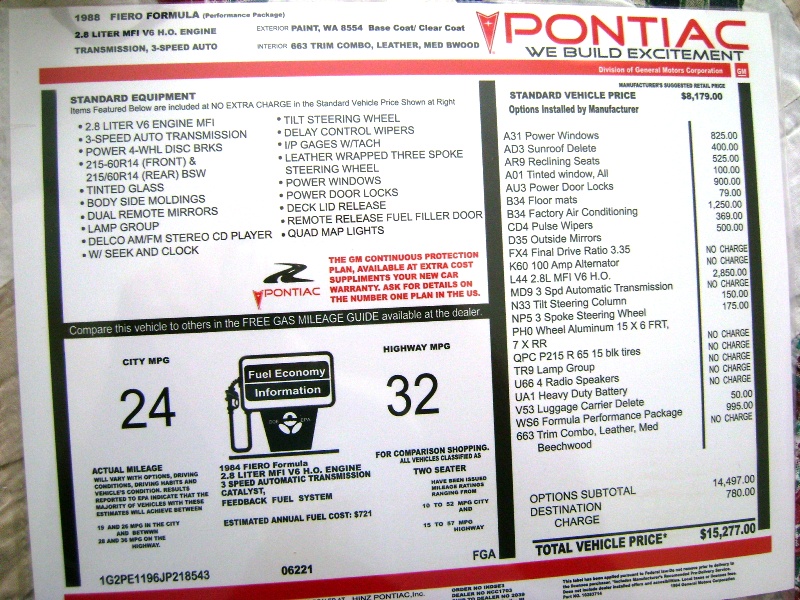 1988 FIERO FORMULA (Performance Package)
2.8 LITER MFI V6 H.O. ENGINE
TRANSMISSION, 3-SPEED AUTO
EXTERIOR PAINT, WA 8554 Base Coat/ Clear Coat
INTERIOR 663 TRIM COMBO, LEATHER, MED BWOOD
PONTIAC
WE BUILD EXCITEMENT
Division of General Motors Corporation
GM
STANDARD EQUIPMENT
Items Featured Below are included at NO EXTRA CHARGE in the Standard Vehicle Price Shown at Right
• 2.8 LITER V6 ENGINE MFI
• 3-SPEED AUTO TRANSMISSION
• POWER 4-WHL DISC BRKS
• 215-60R14 (FRONT) &
215/60R14 (REAR) BSW
• TINTED GLASS
• BODY SIDE MOLDINGS
• DUAL REMOTE MIRRORS
• LAMP GROUP
• DELCO AM/FM STEREO CD PLAYER
• W/ SEEK AND CLOCK
• TILT STEERING WHEEL
• DELAY CONTROL WIPERS
• I/P GAGES W/TACH
• LEATHER WRAPPED THREE SPOKE
STEERING WHEEL
• POWER WINDOWS
• POWER DOOR LOCKS
• DECK LID RELEASE
• REMOTE RELEASE FUEL FILLER DOOR
• QUAD MAP LIGHTS
PONTIAC
THE GM CONTINUOUS PROTECTION
PLAN, AVAILABLE AT EXTRA COST
SUPPLIMENTS YOUR NEW CAR
WARRANTY. ASK FOR DETAILS ON
THE NUMBER ONE PLAN IN THE US.
Compare this vehicle to others in the FREE GAS MILEAGE GUIDE available at the dealer.
CITY MPG
24
Fuel Economy
Information
EPA
HIGHWAY MPG
32
ACTUAL MILEAGE
WILL VARY WITH OPTIONS, DRIVING
CONDITIONS, DRIVING HABITS AND
VEHICLE'S CONDITION. RESULTS
REPORTED TO EPA INDICATE THAT THE
MAJORITY OF VEHICLES WITH THESE
ESTIMATES WILL ACHIEVE BETWEEN
19 AND 26 MPG IN THE CITY
AND BETWWN
28 AND 36 MPG ON THE
HIGHWAY.
1984 FIERO Formula
2.8 LITER MFI V6 H.O. ENGINE
3 SPEED AUTOMATIC TRANSMISSION
CATALYST,
FEEDBACK FUEL SYSTEM
ESTIMATED ANNUAL FUEL COST: $721
FOR COMPARISON SHOPPING.
ALL VEHICLES CLASSIFIED AS
TWO SEATER
HAVE BEEN ISSUED
MILEAGE RATINGS
RANGING FROM
10 TO 52 MPG CITY
AND
15 TO 57 MPG
HIGHWAY
FGA
1G2PE1196JP218543
06221
MANUFACTURER'S SUGGESTED RETAIL PRICE
STANDARD VEHICLE PRICE $8,179.00
Options Installed by Manufacturer
A31 Power Windows 825.00
AD3 Sunroof Delete 400.00
AR9 Reclining Seats 525.00
A01 Tinted window, All 100.00
AU3 Power Door Locks 900.00
B34 Floor mats 79.00
B34 Factory Air Conditioning 1,250.00
CD4 Pulse Wipers 369.00
D35 Outside Mirrors 500.00
FX4 Final Drive Ratio 3.35
K60 100 Amp Alternator NO CHARGE
L44 2.8L MFI V6 H.O. NO CHARGE
MD9 3 Spd Automatic Transmission 2,850.00
N33 Tilt Steering Column NO CHARGE
NP5 3 Spoke Steering Wheel 150.00
PH0 Wheel Aluminum 15 X 6 FRT, 175.00
7 X RR
QPC P215 R 65 15 blk tires NO CHARGE
TR9 Lamp Group NO CHARGE
U66 4 Radio Speakers NO CHARGE
UA1 Heavy Duty Battery NO CHARGE
V53 Luggage Carrier Delete 50.00
WS6 Formula Performance Package 995.00
663 Trim Combo, Leather, Med NO CHARGE
Beechwood
OPTIONS SUBTOTAL 14,497.00
DESTINATION 780.00
CHARGE
TOTAL VEHICLE PRICE* $15,277.00
HINZ PONTIAC, Inc.
ORDER NO INDSE3
DEALER NO NCC1703